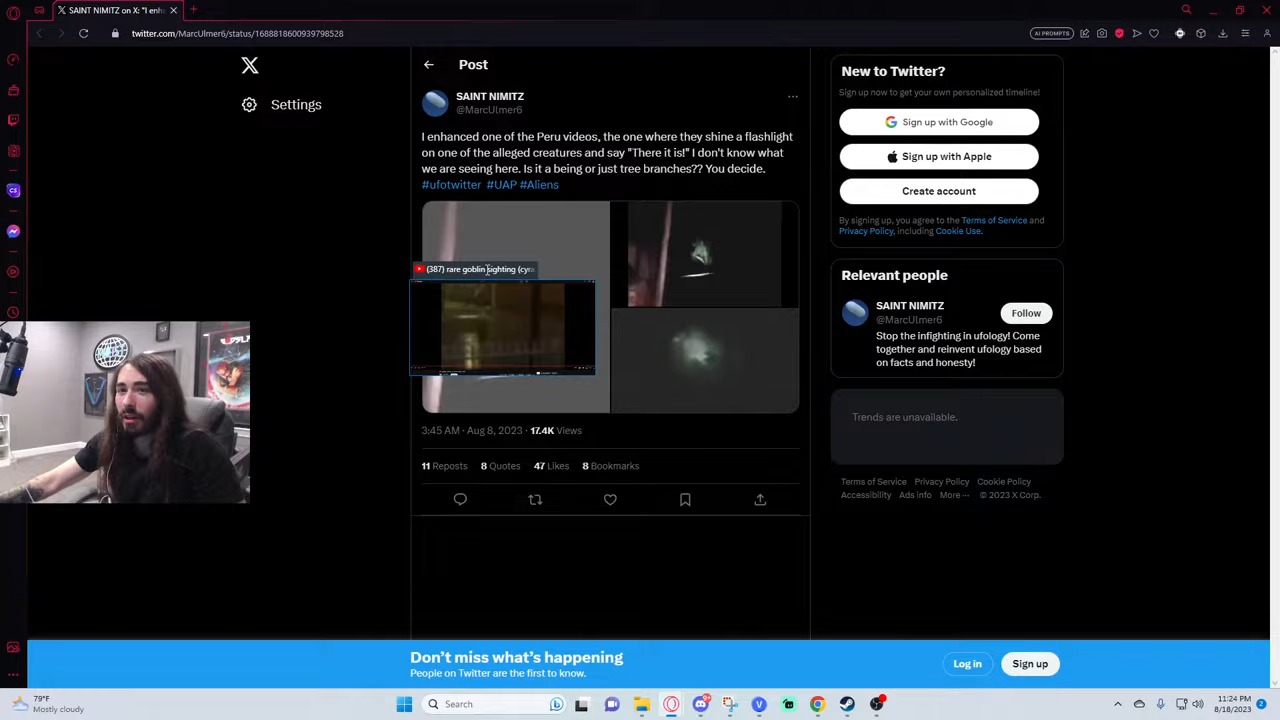 SAINT NIMITZ on X: "I enh
twitter.com/MarcUlmer6/status/1688818600939798528
AI PROMPTS
Settings
Post
SAINT NIMITZ
@MarcUlmer6
I enhanced one of the Peru videos, the one where they shine a flashlight
on one of the alleged creatures and say "There it is!" I don't know what
we are seeing here. Is it a being or just tree branches?? You decide.
#ufotwitter #UAP #Aliens
(387) rare goblin sighting (cyra
3:45 AM · Aug 8, 2023 · 17.4K Views
11 Reposts 8 Quotes 47 Likes 8 Bookmarks
New to Twitter?
Sign up now to get your own personalized timeline!
Sign up with Google
Sign up with Apple
Create account
By signing up, you agree to the Terms of Service and
Privacy Policy, including Cookie Use.
Relevant people
SAINT NIMITZ
@MarcUlmer6
Follow
Stop the infighting in ufology! Come
together and reinvent ufology based
on facts and honesty!
Trends are unavailable.
Terms of Service Privacy Policy Cookie Policy
Accessibility Ads info More ··· © 2023 X Corp.
Don't miss what's happening
People on Twitter are the first to know.
Log in
Sign up
79°F
Mostly cloudy
Search
11:24 PM
8/18/2023
2